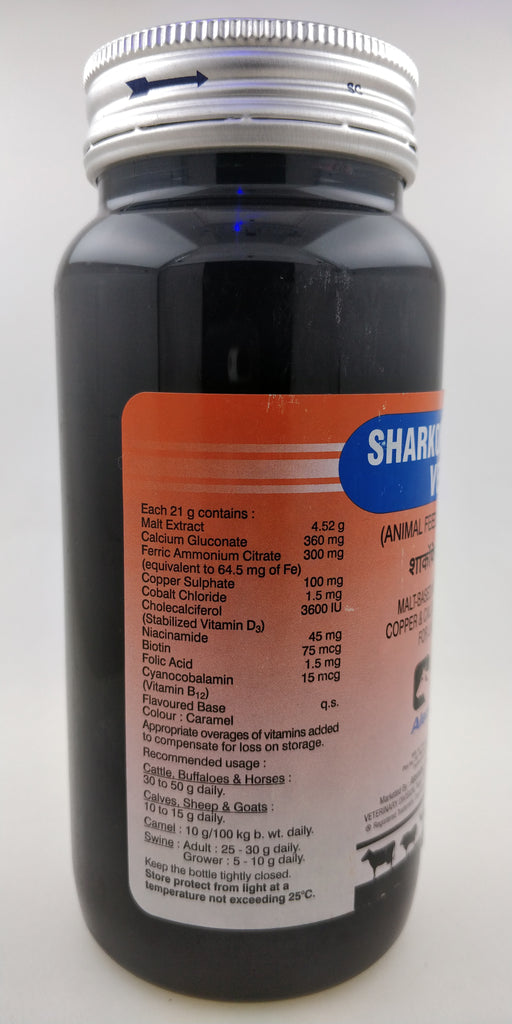 sc
Each 21 g contains :
Malt Extract 4.52 g
Calcium Gluconate 360 mg
Ferric Ammonium Citrate 300 mg
(equivalent to 64.5 mg of Fe)
Copper Sulphate 100 mg
Cobalt Chloride 1.5 mg
Cholecalciferol 3600 IU
(Stabilized Vitamin D3)
Niacinamide 45 mg
Biotin 75 mcg
Folic Acid 1.5 mg
Cyanocobalamin 15 mcg
(Vitamin B12)
Flavoured Base q.s.
Colour : Caramel
Appropriate overages of vitamins added
to compensate for loss on storage.
Recommended usage :
Cattle, Buffaloes & Horses :
30 to 50 g daily.
Calves, Sheep & Goats :
10 to 15 g daily.
Camel : 10 g/100 kg b. wt. daily.
Swine : Adult : 25 - 30 g daily.
Grower : 5 - 10 g daily.
Keep the bottle tightly closed.
Store protect from light at a
temperature not exceeding 25°C.
(ANIMAL
MALT-BASED
COPPER &
Marketed By
VETERINARY